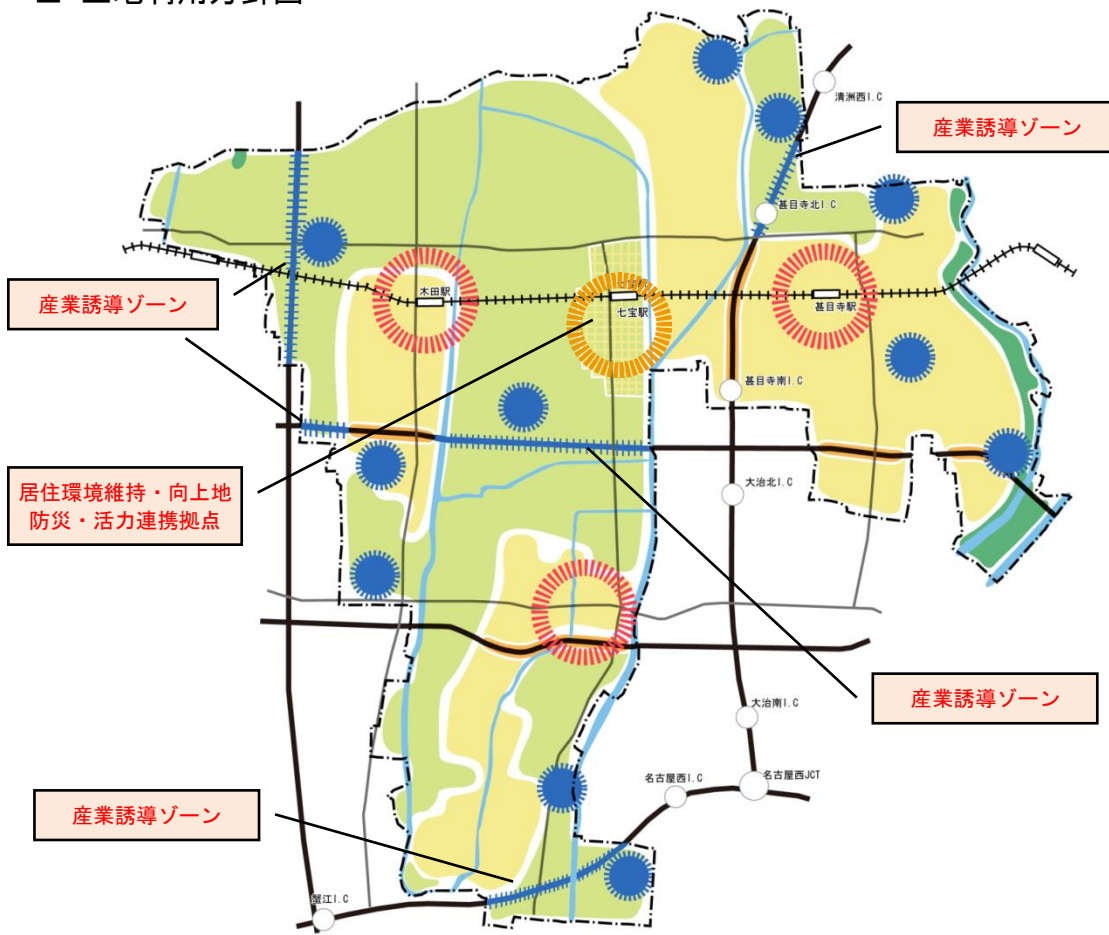 土地利用方針図
清洲西I.C
産業誘導ゾーン
甚目寺北I.C
木田駅
七宝駅
甚目寺駅
産業誘導ゾーン
甚目寺南I.C
居住環境維持・向上地
防災・活力連携拠点
大治北I.C
産業誘導ゾーン
大治南I.C
名古屋西I.C
名古屋西JCT
産業誘導ゾーン
蟹江I.C